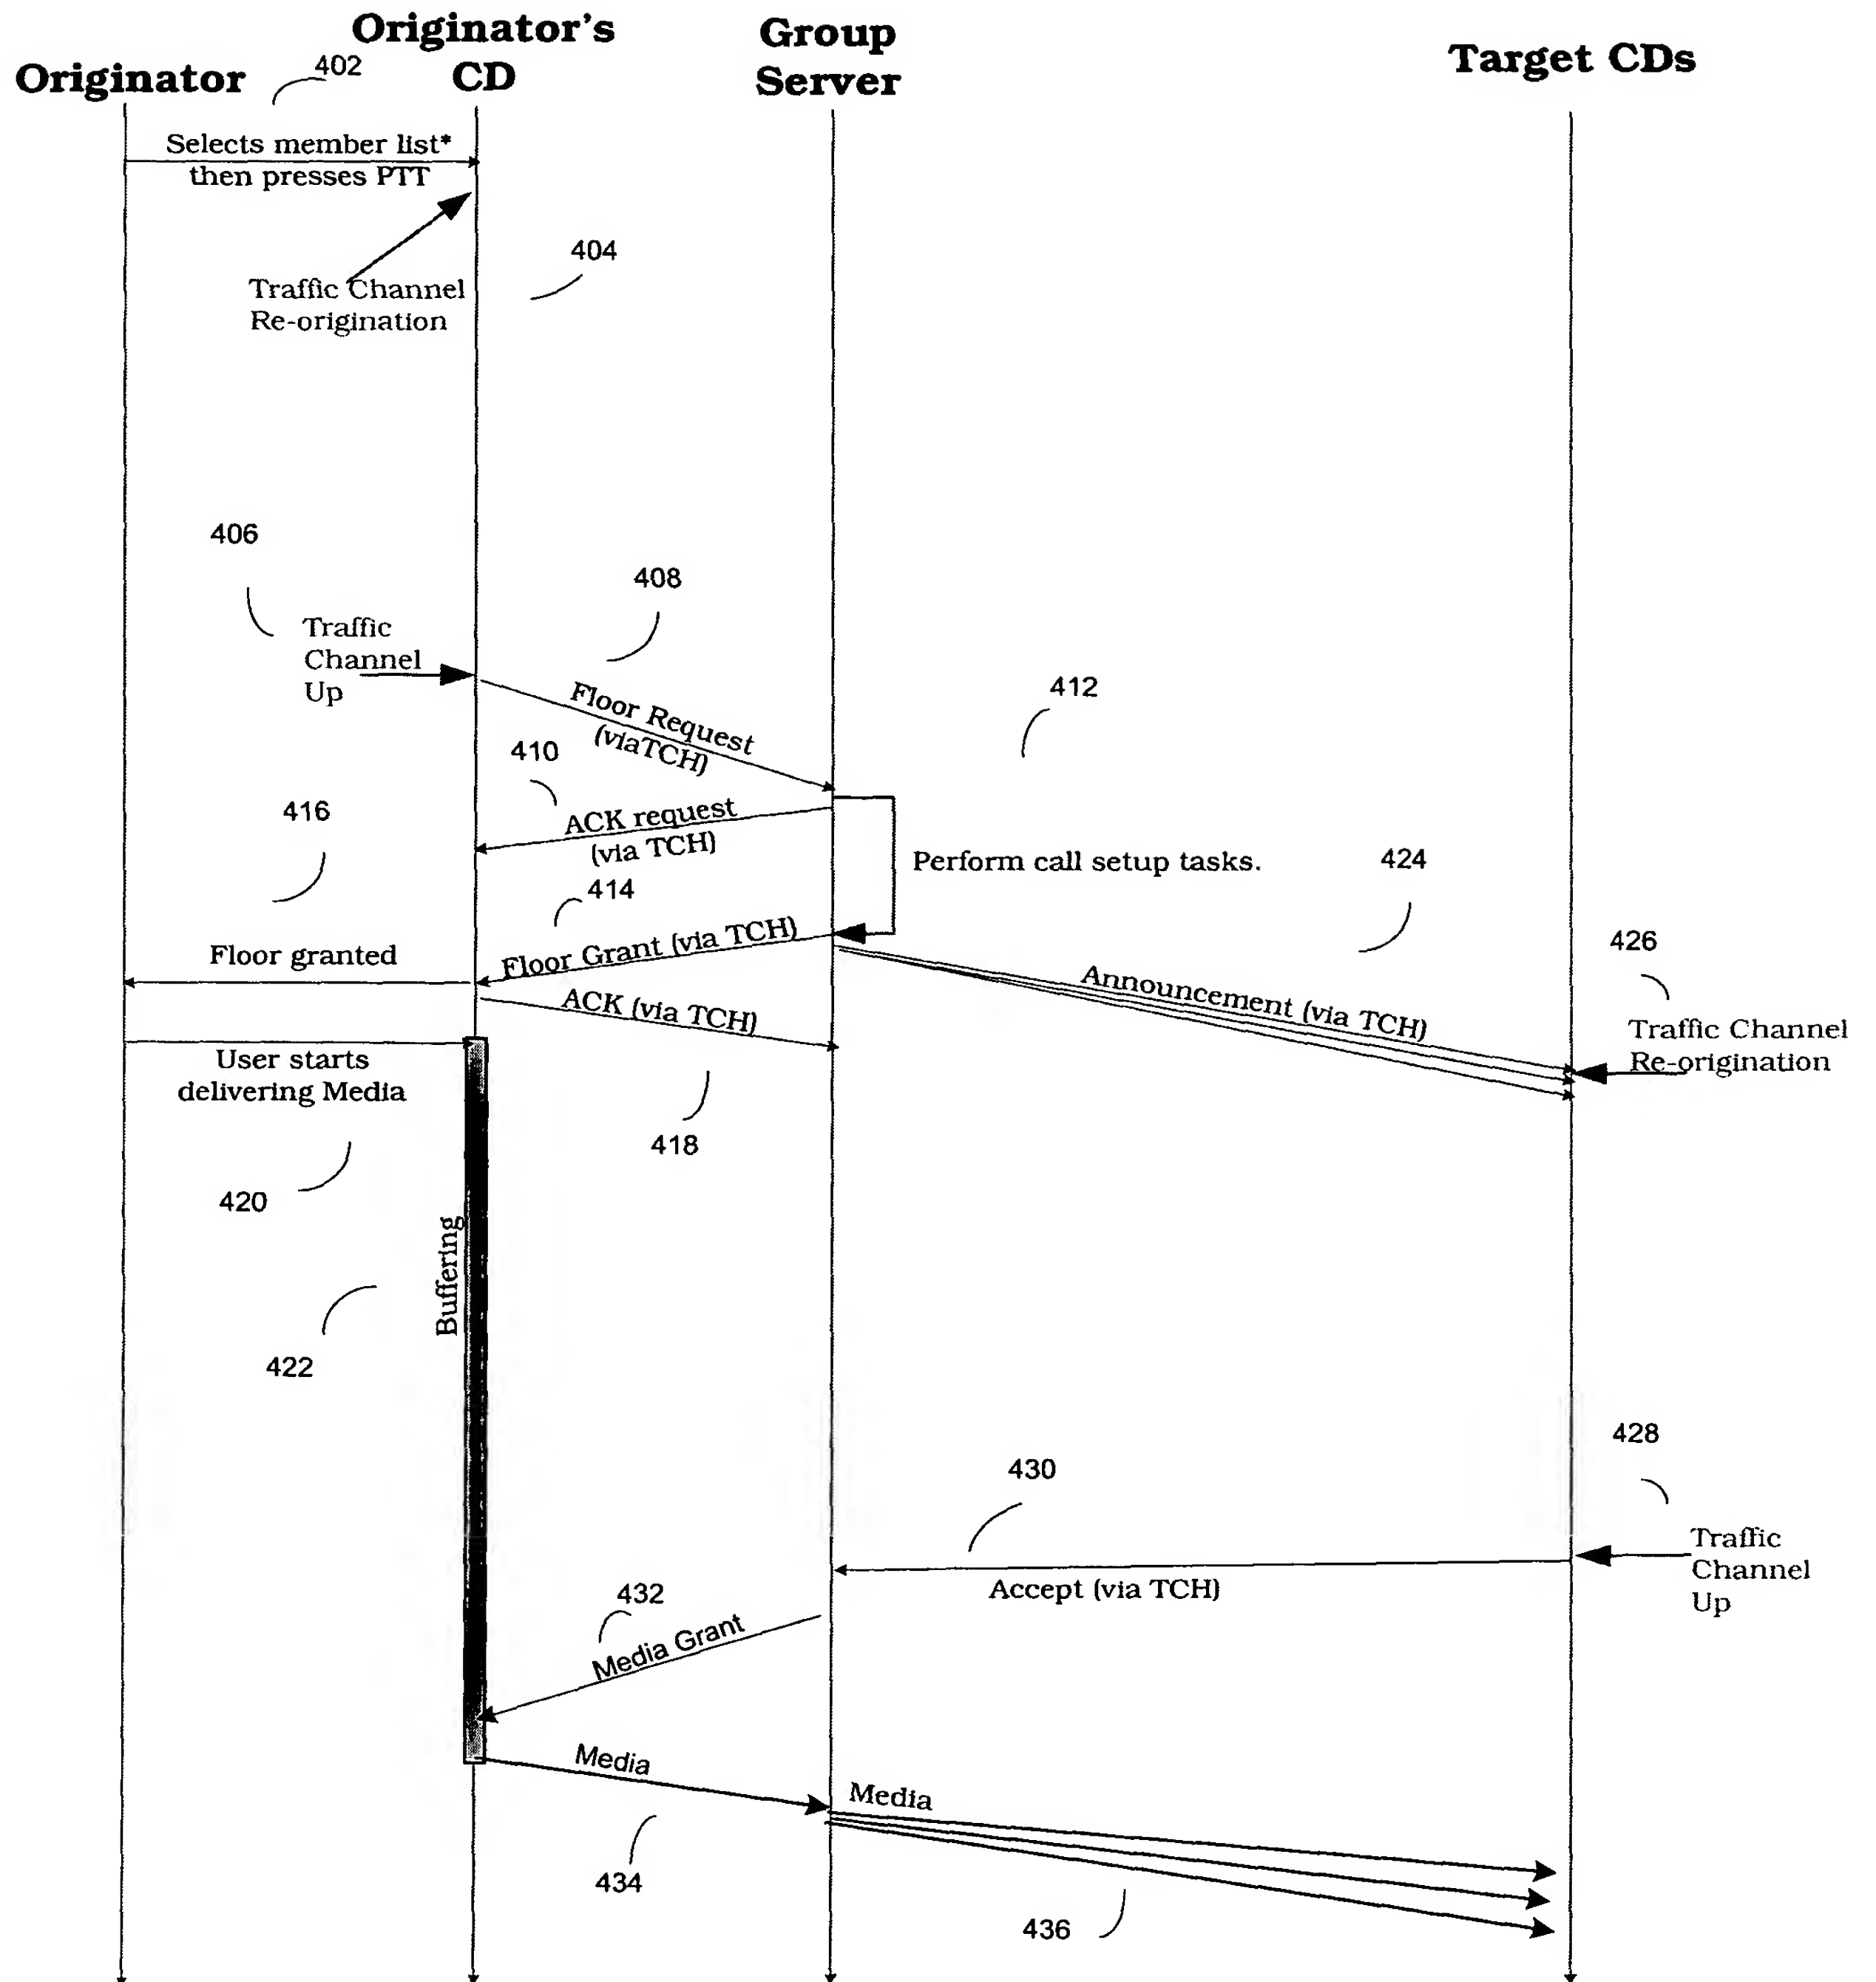 Originator
Originator's
CD
Group
Server
Target CDs
402
Selects member list*
then presses PTT
404
Traffic Channel
Re-origination
406
408
Traffic
Channel
Up
Floor Request
(viaTCH)
412
410
416
ACK request
(via TCH)
Perform call setup tasks.
424
414
Floor granted
Floor Grant (via TCH)
426
Announcement (via TCH)
ACK (via TCH)
Traffic Channel
Re-origination
User starts
delivering Media
418
420
Buffering
422
428
430
Traffic
Channel
Up
Accept (via TCH)
432
Media Grant
Media
Media
434
436